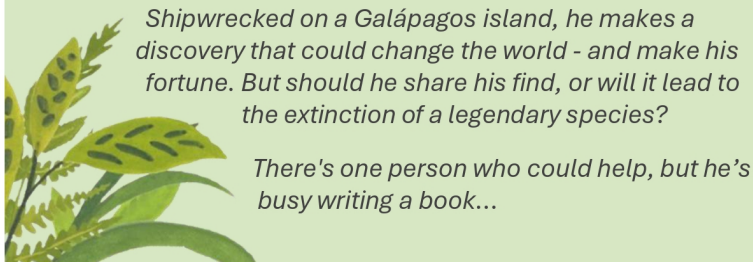 Shipwrecked on a Galápagos island, he makes a
discovery that could change the world - and make his
fortune. But should he share his find, or will it lead to
the extinction of a legendary species?
There's one person who could help, but he’s
busy writing a book...